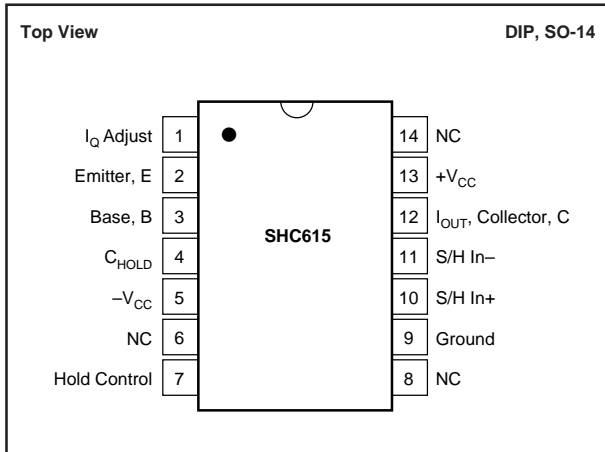 Top View DIP, SO-14
I_Q Adjust 1 14 NC
Emitter, E 2 13 +V_CC
Base, B 3 12 I_OUT, Collector, C
SHC615
C_HOLD 4 11 S/H In–
–V_CC 5 10 S/H In+
NC 6 9 Ground
Hold Control 7 8 NC